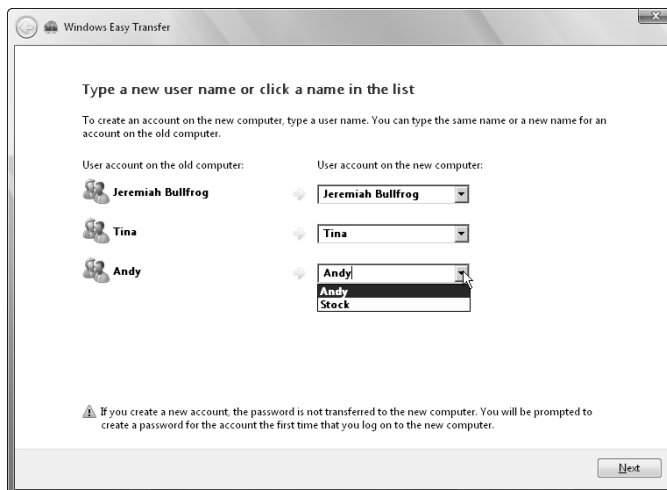 Windows Easy Transfer
Type a new user name or click a name in the list
To create an account on the new computer, type a user name. You can type the same name or a new name for an
account on the old computer.
User account on the old computer: User account on the new computer:
Jeremiah Bullfrog Jeremiah Bullfrog
Tina Tina
Andy Andy
Andy
Stock
If you create a new account, the password is not transferred to the new computer. You will be prompted to
create a password for the account the first time that you log on to the new computer.
Next